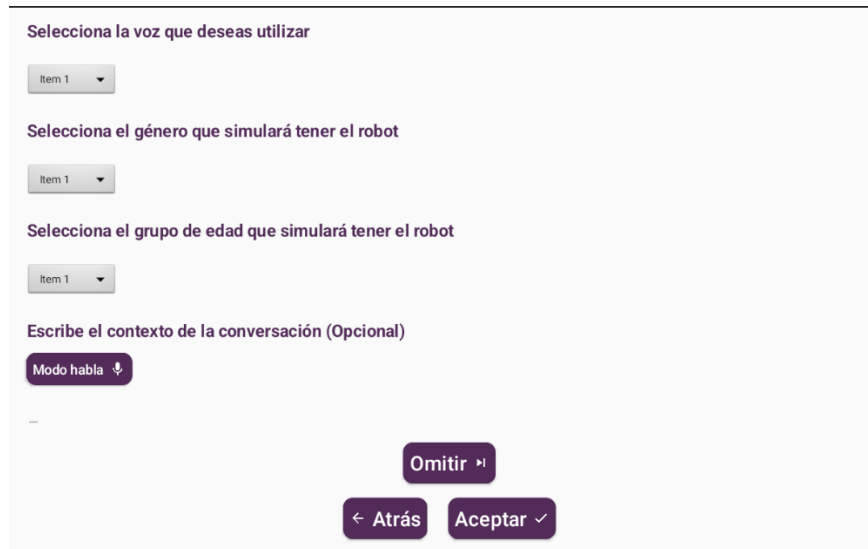 Selecciona la voz que deseas utilizar
Item 1
Selecciona el género que simulará tener el robot
Item 1
Selecciona el grupo de edad que simulará tener el robot
Item 1
Escribe el contexto de la conversación (Opcional)
Modo habla
Omitir
Atrás
Aceptar